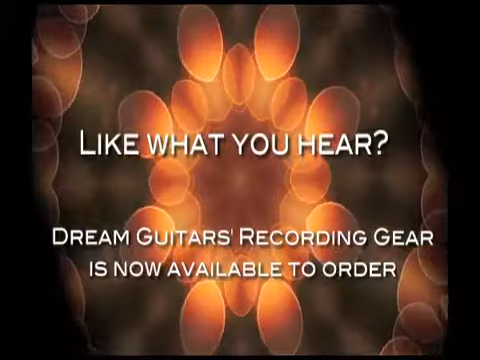 Like what you hear?
Dream Guitars' Recording Gear
is now available to order